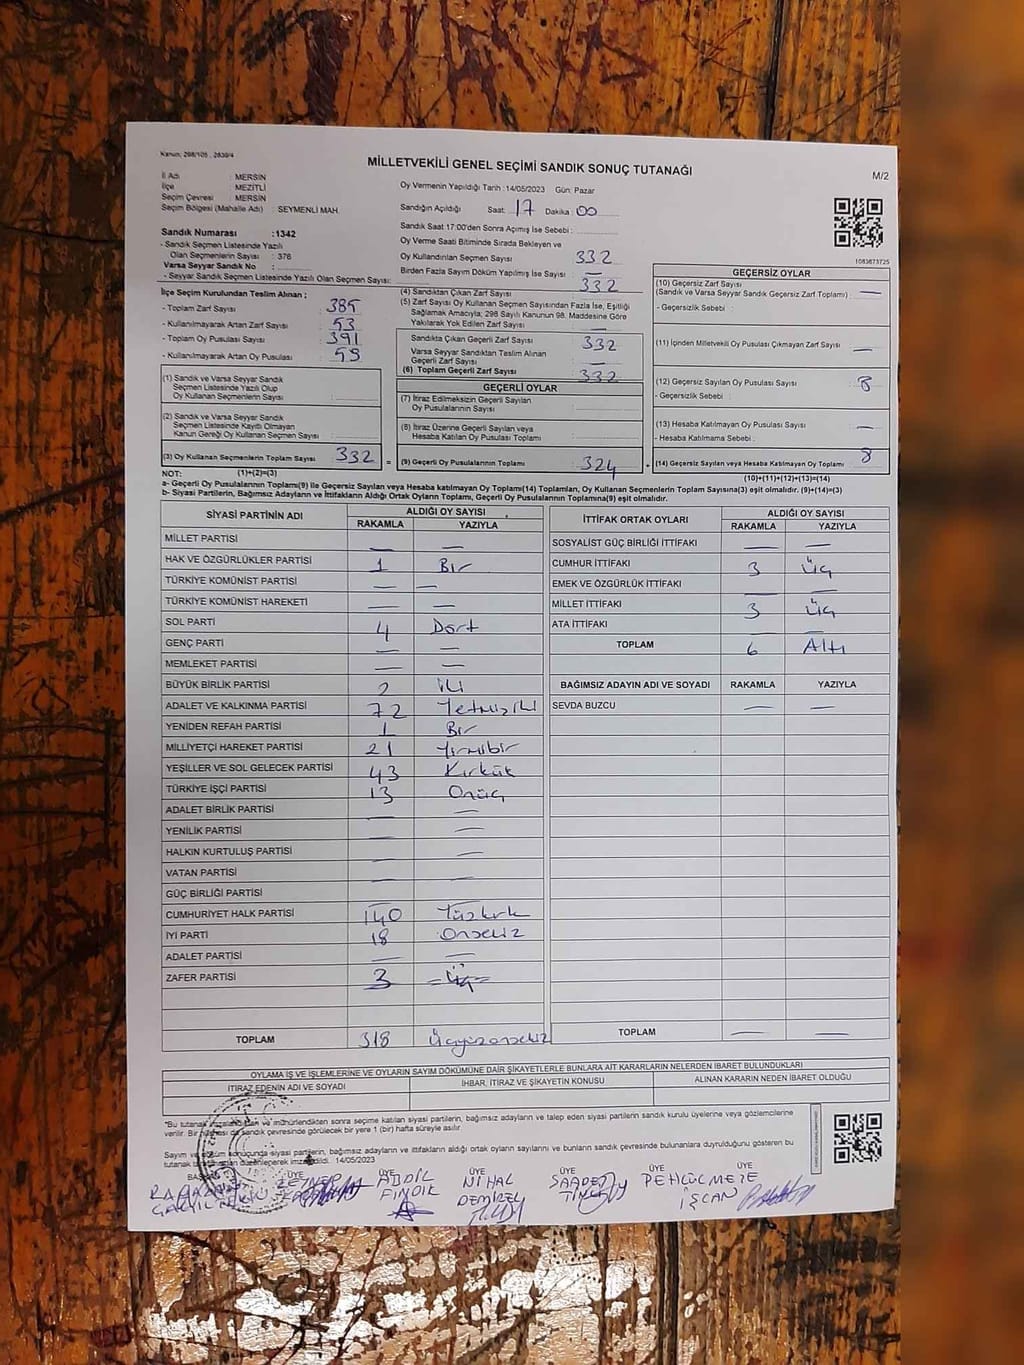 Kanun: 298/105 , 2839/4
MİLLETVEKİLİ GENEL SEÇİMİ SANDIK SONUÇ TUTANAĞI
M/2
İl Adı : MERSİN
İlçe : MEZİTLİ
Seçim Çevresi : MERSİN
Seçim Bölgesi (Mahalle Adı) : SEYMENLİ MAH.
Oy Vermenin Yapıldığı Tarih : 14/05/2023 Gün: Pazar
Sandığın Açıldığı Saat: 17 Dakika: 00
Sandık Saat 17:00'den Sonra Açılmış İse Sebebi :
Sandık Numarası : 1342
- Sandık Seçmen Listesinde Yazılı
Olan Seçmenlerin Sayısı : 376
Varsa Seyyar Sandık No :
- Seyyar Sandık Seçmen Listesinde Yazılı Olan Seçmen Sayısı:
Oy Verme Saati Bitiminde Sırada Bekleyen ve
Oy Kullandırılan Seçmen Sayısı : 332
Birden Fazla Sayım Döküm Yapılmış İse Sayısı : —
1083673725
İlçe Seçim Kurulundan Teslim Alınan ;
- Toplam Zarf Sayısı : 385
- Kullanılmayarak Artan Zarf Sayısı : 53
- Toplam Oy Pusulası Sayısı : 391
- Kullanılmayarak Artan Oy Pusulası : 59
(4) Sandıktan Çıkan Zarf Sayısı : 332
(5) Zarf Sayısı Oy Kullanan Seçmen Sayısından Fazla İse, Eşitliği
Sağlamak Amacıyla; 298 Sayılı Kanunun 98. Maddesine Göre
Yakılarak Yok Edilen Zarf Sayısı : —
Sandıkta Çıkan Geçerli Zarf Sayısı : 332
Varsa Seyyar Sandıktan Teslim Alınan
Geçerli Zarf Sayısı : —
(6) Toplam Geçerli Zarf Sayısı : 332
GEÇERSİZ OYLAR
(10) Geçersiz Zarf Sayısı
(Sandık ve Varsa Seyyar Sandık Geçersiz Zarf Toplamı) : —
- Geçersizlik Sebebi :
(11) İçinden Milletvekili Oy Pusulası Çıkmayan Zarf Sayısı : —
(12) Geçersiz Sayılan Oy Pusulası Sayısı : 8
- Geçersizlik Sebebi :
(13) Hesaba Katılmayan Oy Pusulası Sayısı : —
- Hesaba Katılmama Sebebi :
(14) Geçersiz Sayılan veya Hesaba Katılmayan Oy Toplamı : 8
(10)+(11)+(12)+(13)=(14)
(1) Sandık ve Varsa Seyyar Sandık
Seçmen Listesinde Yazılı Olup
Oy Kullanan Seçmenlerin Sayısı :
(2) Sandık ve Varsa Seyyar Sandık
Seçmen Listesinde Kayıtlı Olmayan
Kanun Gereği Oy Kullanan Seçmen Sayısı :
(3) Oy Kullanan Seçmenlerin Toplam Sayısı : 332
(1)+(2)=(3)
GEÇERLİ OYLAR
(7) İtiraz Edilmeksizin Geçerli Sayılan
Oy Pusulalarının Sayısı :
(8) İtiraz Üzerine Geçerli Sayılan veya
Hesaba Katılan Oy Pusulası Toplamı :
= (9) Geçerli Oy Pusulalarının Toplamı : 324 +
NOT:
a- Geçerli Oy Pusulalarının Toplamı(9) ile Geçersiz Sayılan veya Hesaba katılmayan Oy Toplamı(14) Toplamları, Oy Kullanan Seçmenlerin Toplam Sayısına(3) eşit olmalıdır. (9)+(14)=(3)
b- Siyasi Partilerin, Bağımsız Adayların ve İttifakların Aldığı Ortak Oyların Toplamı, Geçerli Oy Pusulalarının Toplamına(9) eşit olmalıdır.
SİYASİ PARTİNİN ADI ALDIĞI OY SAYISI
RAKAMLA YAZIYLA
MİLLET PARTİSİ — —
HAK VE ÖZGÜRLÜKLER PARTİSİ 1 Bir
TÜRKİYE KOMÜNİST PARTİSİ — —
TÜRKİYE KOMÜNİST HAREKETİ — —
SOL PARTİ 4 Dört
GENÇ PARTİ — —
MEMLEKET PARTİSİ — —
BÜYÜK BİRLİK PARTİSİ 2 İki
ADALET VE KALKINMA PARTİSİ 72 Yetmişiki
YENİDEN REFAH PARTİSİ 1 Bir
MİLLİYETÇİ HAREKET PARTİSİ 21 Yirmibir
YEŞİLLER VE SOL GELECEK PARTİSİ 43 Kırküç
TÜRKİYE İŞÇİ PARTİSİ 13 Onüç
ADALET BİRLİK PARTİSİ — —
YENİLİK PARTİSİ — —
HALKIN KURTULUŞ PARTİSİ — —
VATAN PARTİSİ — —
GÜÇ BİRLİĞİ PARTİSİ — —
CUMHURİYET HALK PARTİSİ 140 Yüzkırk
İYİ PARTİ 18 Onsekiz
ADALET PARTİSİ — —
ZAFER PARTİSİ 3 =Üç=
TOPLAM 318 Üçyüzonsekiz
İTTİFAK ORTAK OYLARI ALDIĞI OY SAYISI
RAKAMLA YAZIYLA
SOSYALİST GÜÇ BİRLİĞİ İTTİFAKI — —
CUMHUR İTTİFAKI 3 Üç
EMEK VE ÖZGÜRLÜK İTTİFAKI — —
MİLLET İTTİFAKI 3 Üç
ATA İTTİFAKI — —
TOPLAM 6 Altı
BAĞIMSIZ ADAYIN ADI VE SOYADI RAKAMLA YAZIYLA
SEVDA BUZCU — —
TOPLAM — —
OYLAMA İŞ VE İŞLEMLERİNE VE OYLARIN SAYIM DÖKÜMÜNE DAİR ŞİKAYETLERLE BUNLARA AİT KARARLARIN NELERDEN İBARET BULUNDUKLARI
İTİRAZ EDENİN ADI VE SOYADI İHBAR, İTİRAZ VE ŞİKAYETİN KONUSU ALINAN KARARIN NEDEN İBARET OLDUĞU
"Bu tutanak imzalandıktan ve mühürlendikten sonra seçime katılan siyasi partilerin, bağımsız adayların ve talep eden siyasi partilerin sandık kurulu üyelerine veya gözlemcilerine
verilir. Bir nüshası da sandık çevresinde görülecek bir yere 1 (bir) hafta süreyle asılır.
Sayım ve döküm sonucunda siyasi partilerin, bağımsız adayların ve ittifakların aldığı ortak oyların sayısını ve bunların sandık çevresinde bulunanlara duyrulduğunu gösteren bu
tutanak tarafımızdan düzenlenerek imza edildi. 14/05/2023
ÜYE ÜYE ÜYE ÜYE ÜYE ÜYE
ZEYNEP ABDİL NİHAL SAADET PEHLÜCMERE
FINDIK DEMİREL İŞCAN